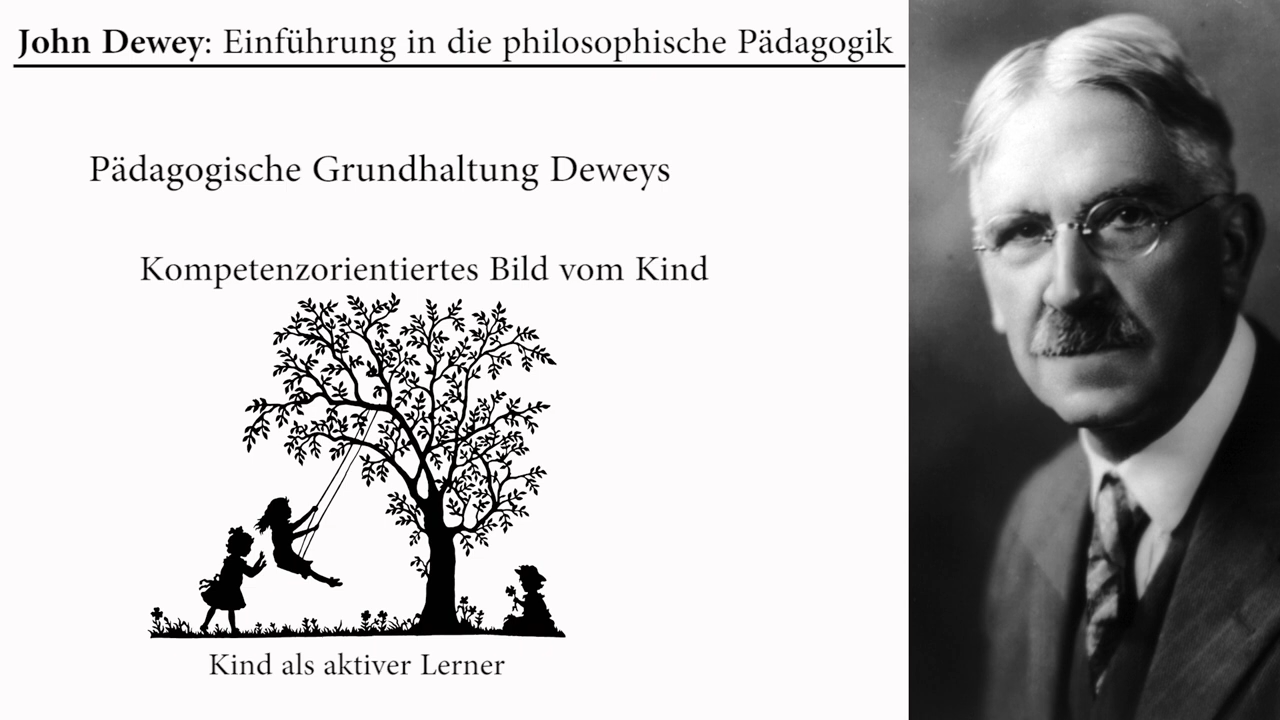 John Dewey: Einführung in die philosophische Pädagogik
Pädagogische Grundhaltung Deweys
Kompetenzorientiertes Bild vom Kind
Kind als aktiver Lerner